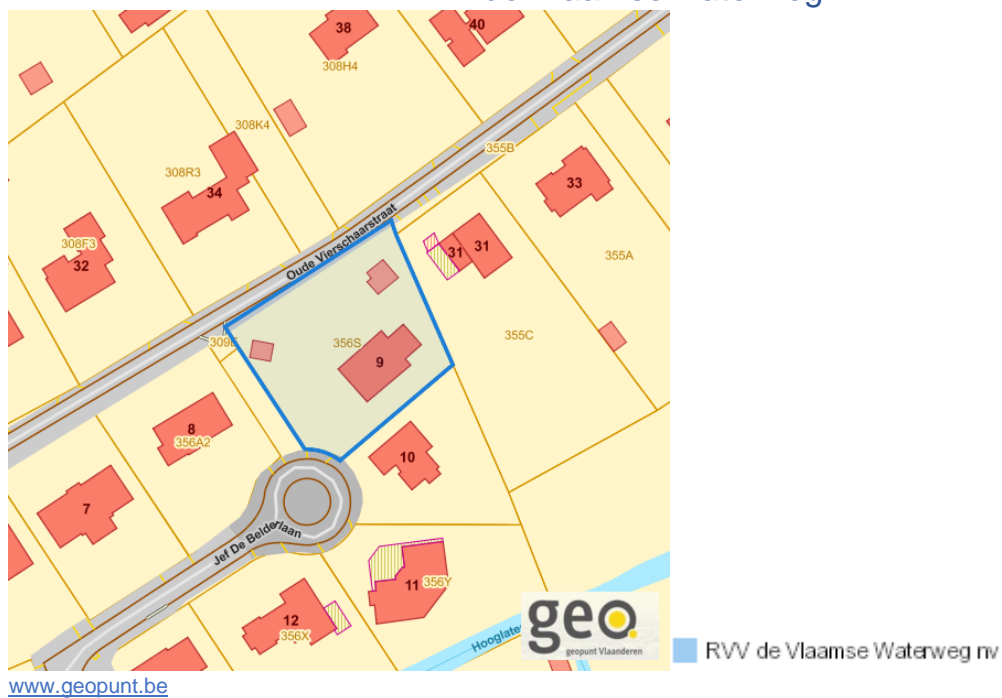 38
40
308H4
308K4
355B
308R3
34
33
Oude Vierschaarstraat
308F3
32
31
31
355A
309
356S
355C
9
8
356A2
10
7
Jef De Belderlaan
11
356Y
12
356X
Hooglate
geo.
geopunt Vlaanderen
RVV de Vlaamse Waterweg nv
www.geopunt.be